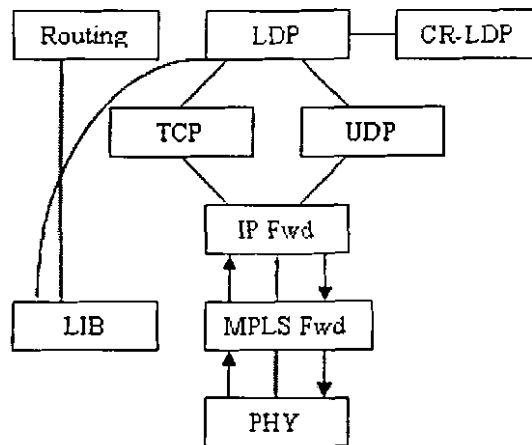 Routing
LDP
CR-LDP
TCP
UDP
IP Fwd
LIB
MPLS Fwd
PHY